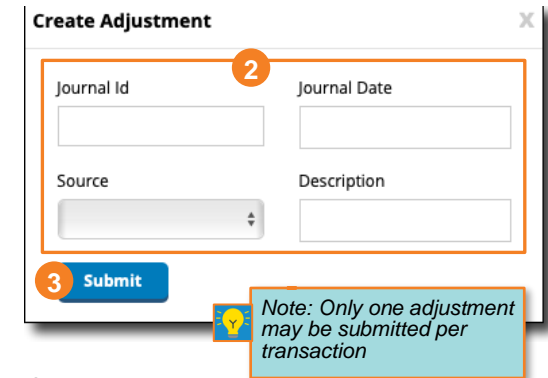 Create Adjustment X
2
Journal Id Journal Date
Source Description
3 Submit
Note: Only one adjustment
may be submitted per
transaction